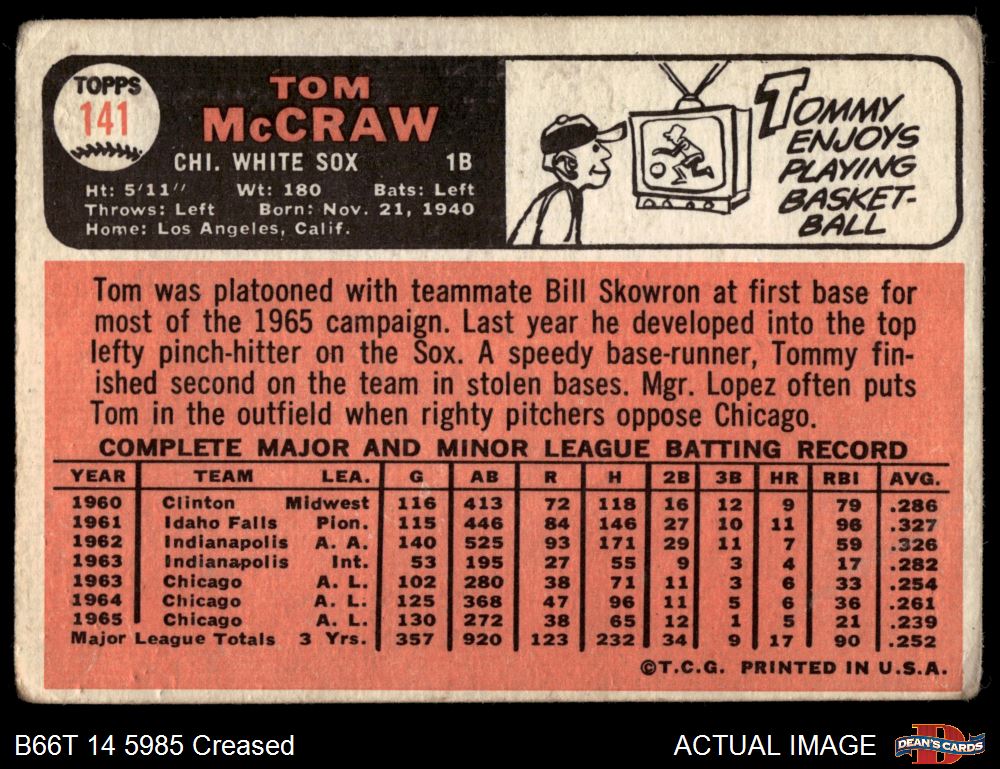 TOPPS
141
TOM
McCRAW
CHI. WHITE SOX 1B
Ht: 5'11" Wt: 180 Bats: Left
Throws: Left Born: Nov. 21, 1940
Home: Los Angeles, Calif.
TOMMY
ENJOYS
PLAYING
BASKET-
BALL
Tom was platooned with teammate Bill Skowron at first base for
most of the 1965 campaign. Last year he developed into the top
lefty pinch-hitter on the Sox. A speedy base-runner, Tommy fin-
ished second on the team in stolen bases. Mgr. Lopez often puts
Tom in the outfield when righty pitchers oppose Chicago.
COMPLETE MAJOR AND MINOR LEAGUE BATTING RECORD
YEAR TEAM LEA. G AB R H 2B 3B HR RBI AVG.
1960 Clinton Midwest 116 413 72 118 16 12 9 79 .286
1961 Idaho Falls Pion. 115 446 84 146 27 10 11 96 .327
1962 Indianapolis A. A. 140 525 93 171 29 11 7 59 .326
1963 Indianapolis Int. 53 195 27 55 9 3 4 17 .282
1963 Chicago A. L. 102 280 38 71 11 3 6 33 .254
1964 Chicago A. L. 125 368 47 96 11 5 6 36 .261
1965 Chicago A. L. 130 272 38 65 12 1 5 21 .239
Major League Totals 3 Yrs. 357 920 123 232 34 9 17 90 .252
©T.C.G. PRINTED IN U.S.A.
B66T 14 5985 Creased
ACTUAL IMAGE
D
DEAN'S CARDS